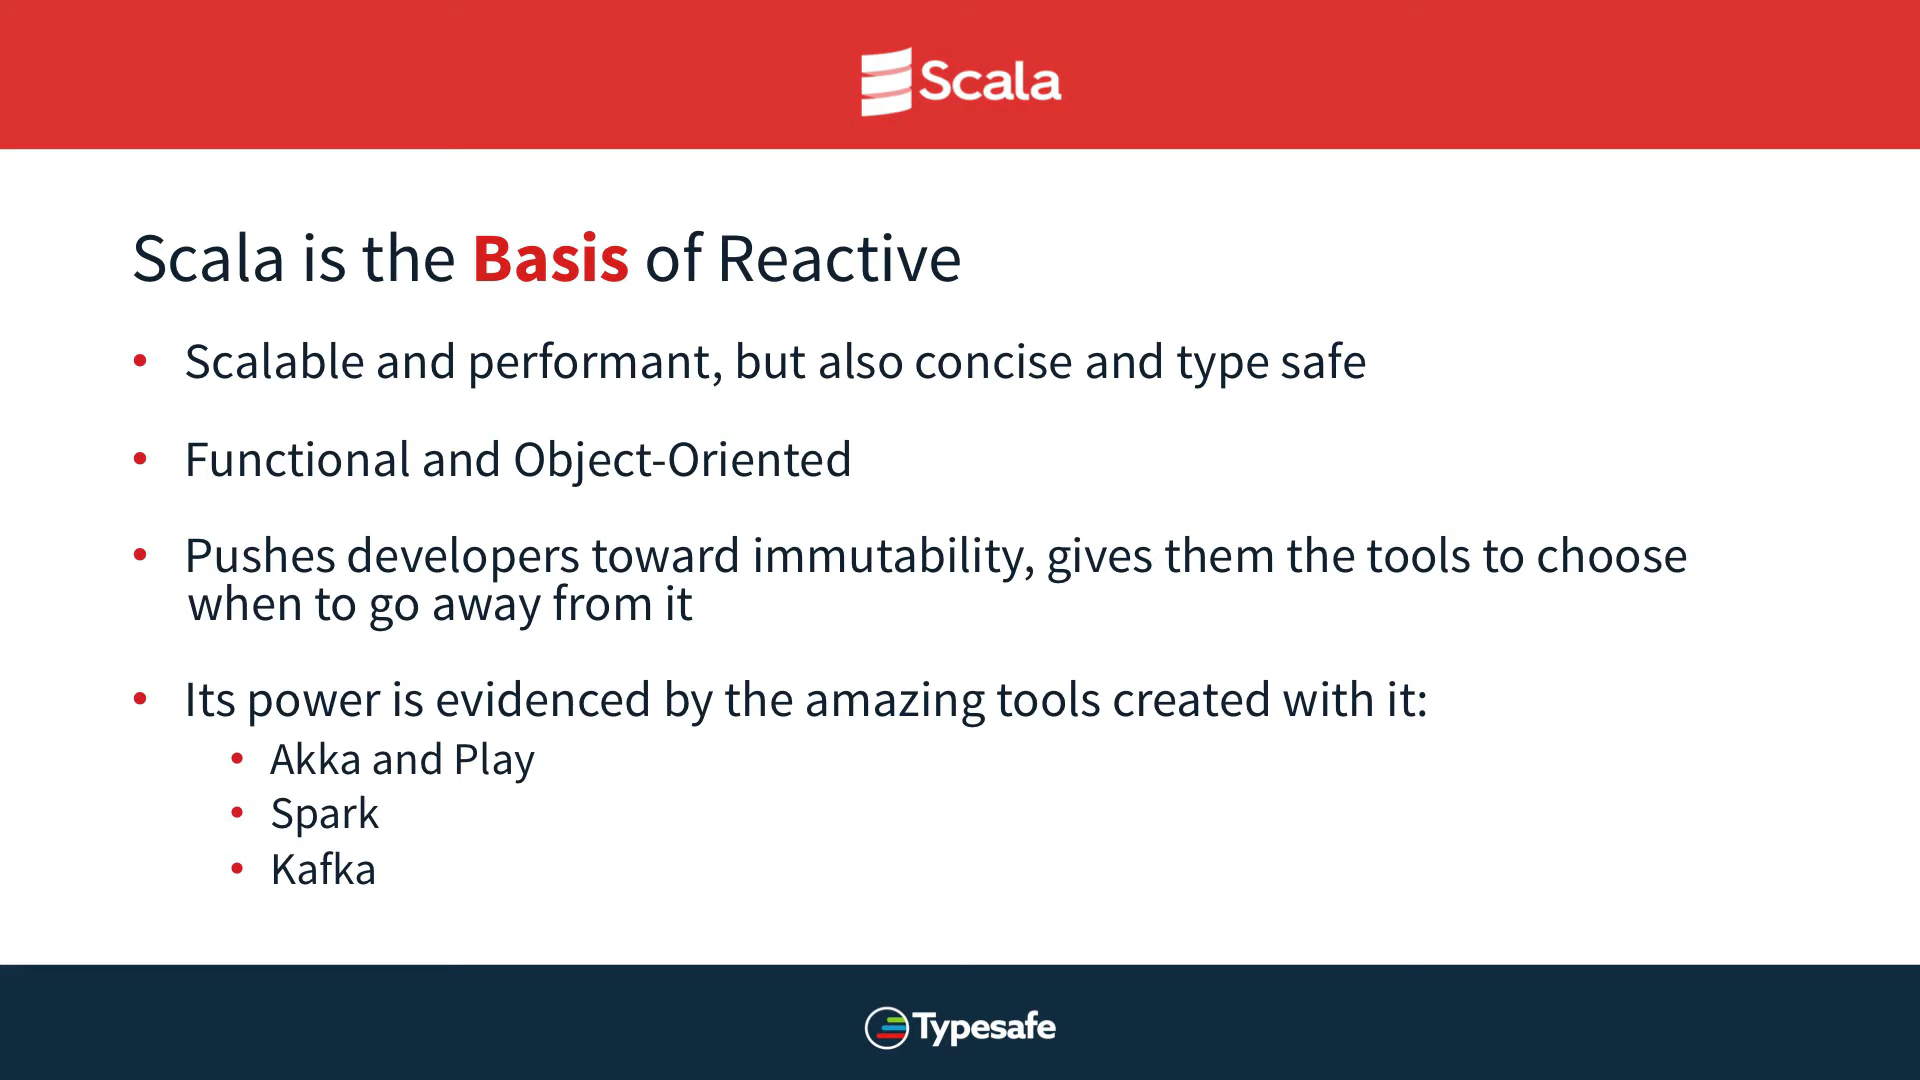 Scala
Scala is the Basis of Reactive
• Scalable and performant, but also concise and type safe
• Functional and Object-Oriented
• Pushes developers toward immutability, gives them the tools to choose
when to go away from it
• Its power is evidenced by the amazing tools created with it:
• Akka and Play
• Spark
• Kafka
Typesafe